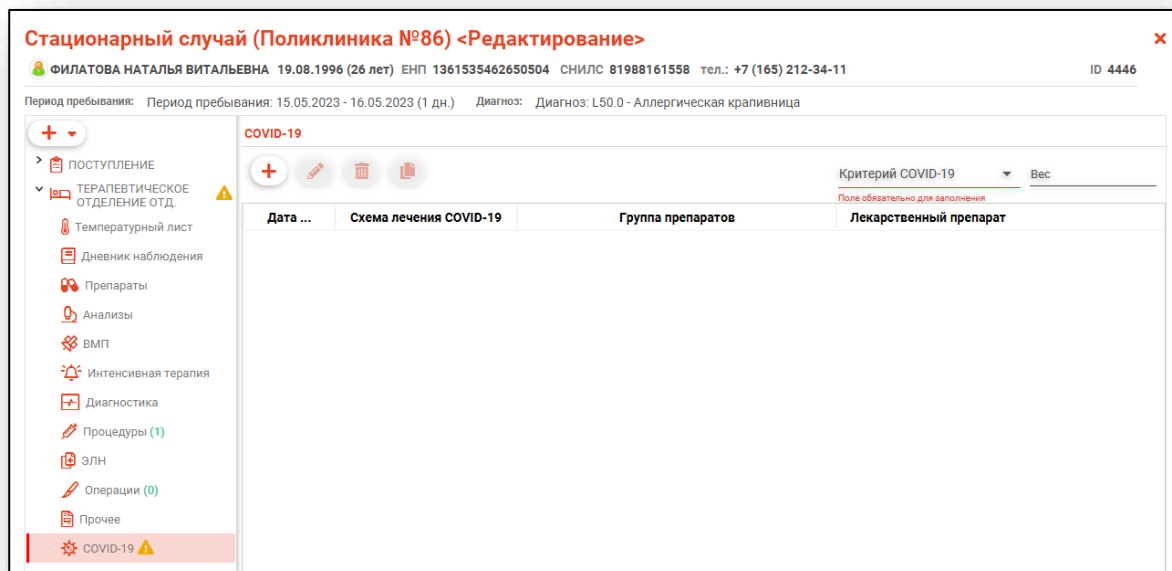 Стационарный случай (Поликлиника №86) <Редактирование>
ФИЛАТОВА НАТАЛЬЯ ВИТАЛЬЕВНА 19.08.1996 (26 лет) ЕНП 1361535462650504 СНИЛС 81988161558 тел.: +7 (165) 212-34-11 ID 4446
Период пребывания: Период пребывания: 15.05.2023 - 16.05.2023 (1 дн.) Диагноз: Диагноз: L50.0 - Аллергическая крапивница
ПОСТУПЛЕНИЕ
ТЕРАПЕВТИЧЕСКОЕ
ОТДЕЛЕНИЕ ОТД.
Температурный лист
Дневник наблюдения
Препараты
Анализы
ВМП
Интенсивная терапия
Диагностика
Процедуры (1)
ЭЛН
Операции (0)
Прочее
COVID-19
COVID-19
Критерий COVID-19 Вес
Поле обязательно для заполнения
Дата ... Схема лечения COVID-19 Группа препаратов Лекарственный препарат